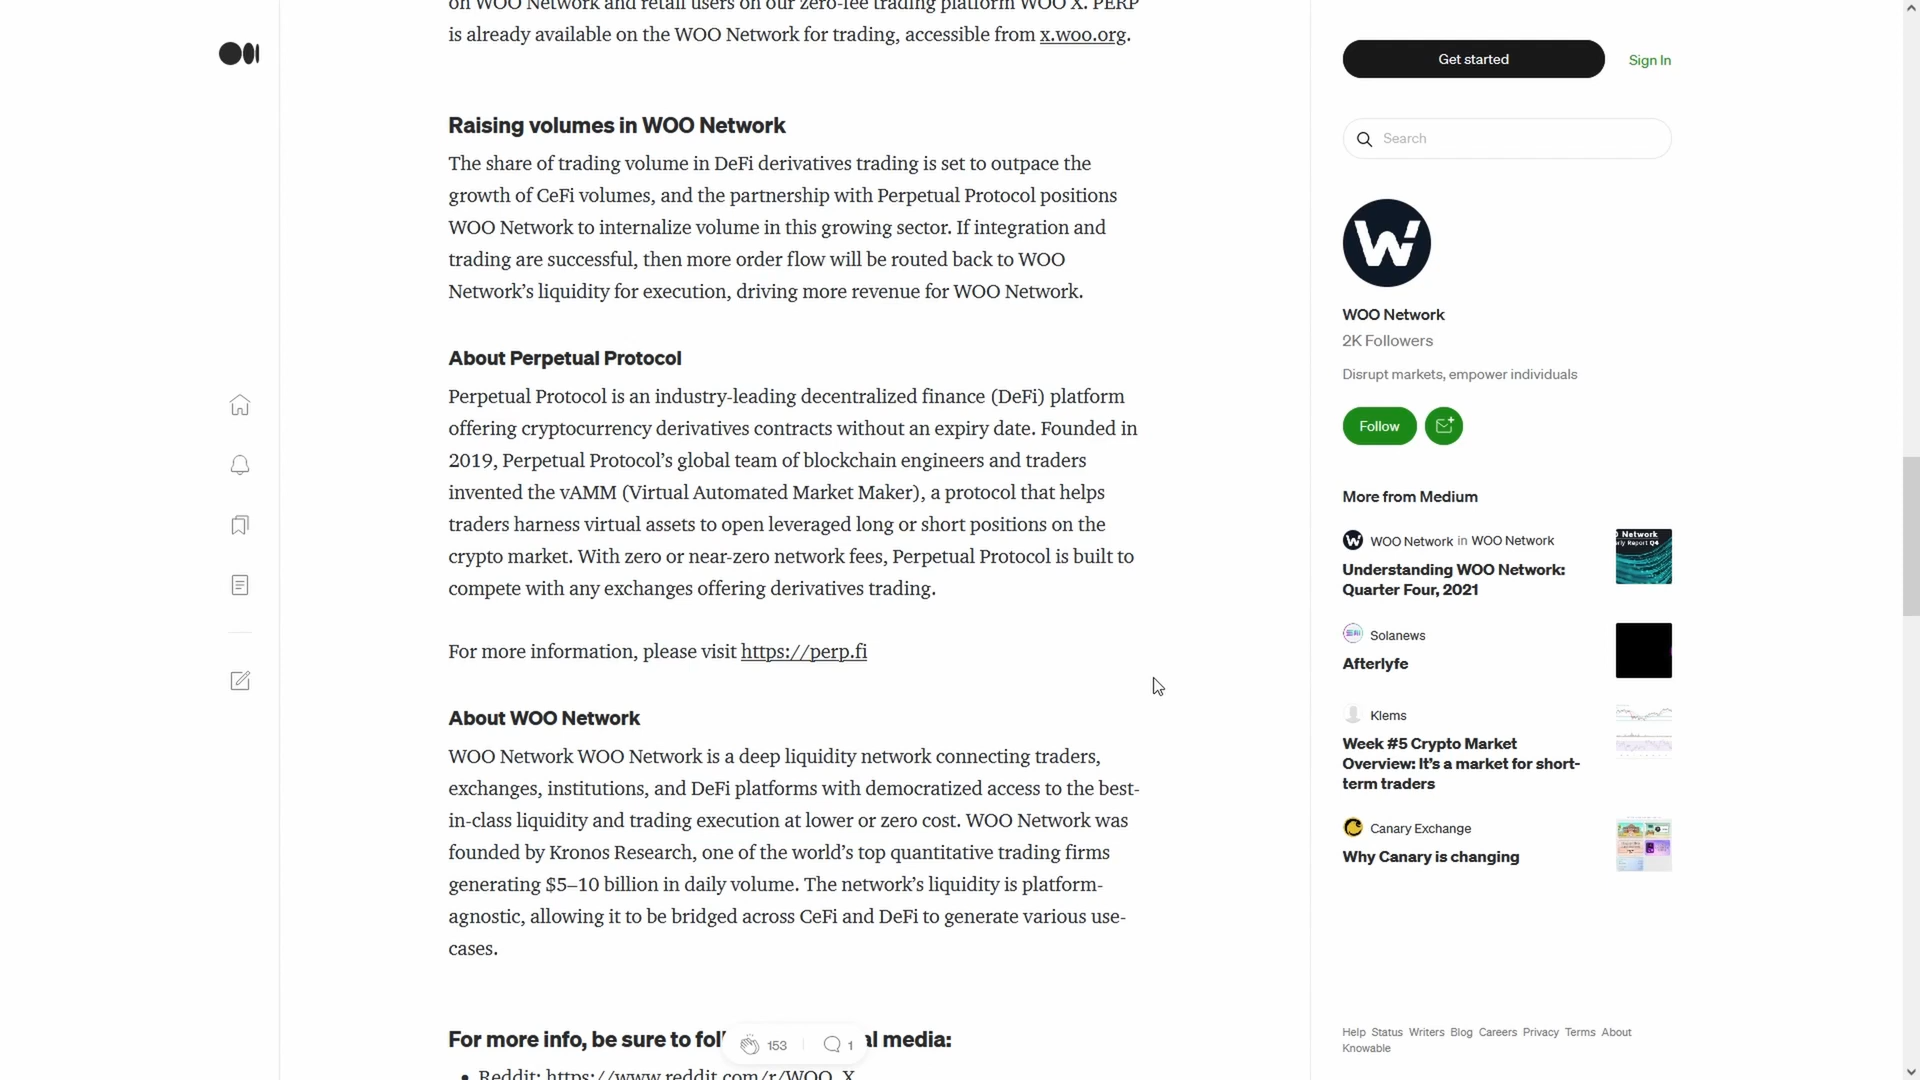 on WOO Network and retail users on our zero-fee trading platform WOO X. PERP
is already available on the WOO Network for trading, accessible from x.woo.org.
Raising volumes in WOO Network
The share of trading volume in DeFi derivatives trading is set to outpace the
growth of CeFi volumes, and the partnership with Perpetual Protocol positions
WOO Network to internalize volume in this growing sector. If integration and
trading are successful, then more order flow will be routed back to WOO
Network’s liquidity for execution, driving more revenue for WOO Network.
About Perpetual Protocol
Perpetual Protocol is an industry-leading decentralized finance (DeFi) platform
offering cryptocurrency derivatives contracts without an expiry date. Founded in
2019, Perpetual Protocol’s global team of blockchain engineers and traders
invented the vAMM (Virtual Automated Market Maker), a protocol that helps
traders harness virtual assets to open leveraged long or short positions on the
crypto market. With zero or near-zero network fees, Perpetual Protocol is built to
compete with any exchanges offering derivatives trading.
For more information, please visit https://perp.fi
About WOO Network
WOO Network WOO Network is a deep liquidity network connecting traders,
exchanges, institutions, and DeFi platforms with democratized access to the best-
in-class liquidity and trading execution at lower or zero cost. WOO Network was
founded by Kronos Research, one of the world’s top quantitative trading firms
generating $5–10 billion in daily volume. The network’s liquidity is platform-
agnostic, allowing it to be bridged across CeFi and DeFi to generate various use-
cases.
For more info, be sure to fol al media:
153 1
• Reddit: https://www.reddit.com/r/WOO_X
Get started Sign In
Search
WOO Network
2K Followers
Disrupt markets, empower individuals
Follow
More from Medium
WOO Network in WOO Network
Understanding WOO Network:
Quarter Four, 2021
O Network
rly Report Q4
Solanews
Afterlyfe
Klems
Week #5 Crypto Market
Overview: It’s a market for short-
term traders
Canary Exchange
Why Canary is changing
Help Status Writers Blog Careers Privacy Terms About
Knowable